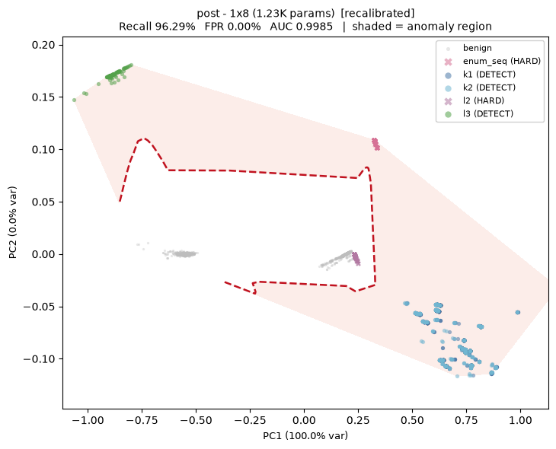 post - 1x8 (1.23K params)  [recalibrated]
Recall 96.29%   FPR 0.00%   AUC 0.9985   |  shaded = anomaly region
benign
enum_seq (HARD)
k1 (DETECT)
k2 (DETECT)
l2 (HARD)
l3 (DETECT)
PC2 (0.0% var)
0.20
0.15
0.10
0.05
0.00
−0.05
−0.10
−1.00 −0.75 −0.50 −0.25 0.00 0.25 0.50 0.75 1.00
PC1 (100.0% var)